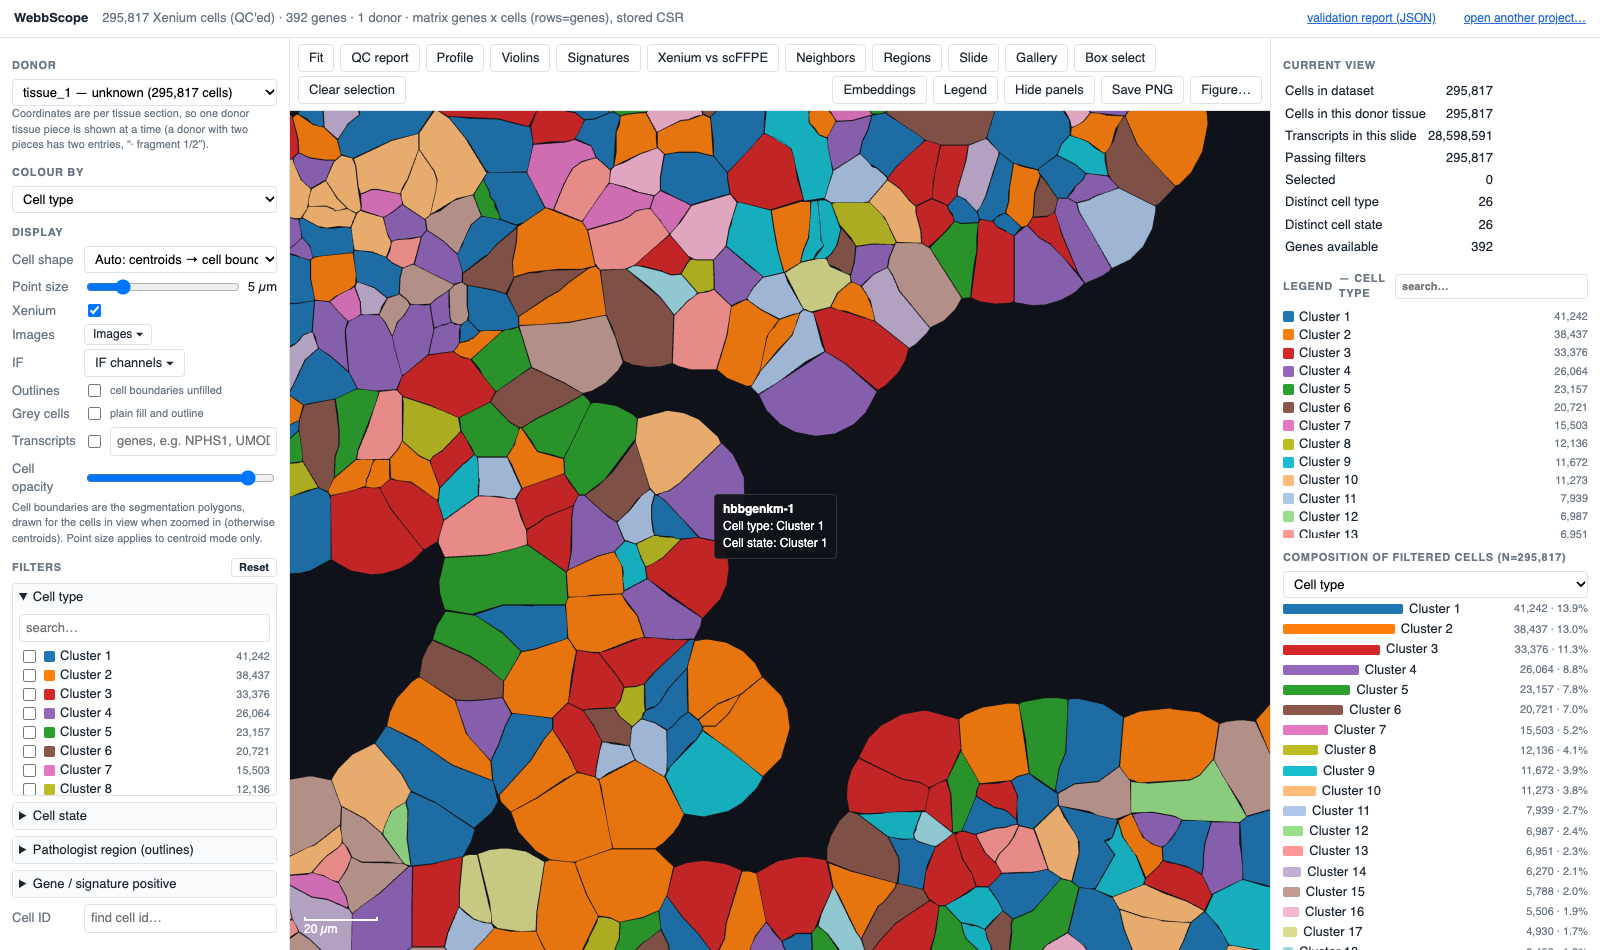 WebbScope 295,817 Xenium cells (QC'ed) · 392 genes · 1 donor · matrix genes x cells (rows=genes), stored CSR validation report (JSON) open another project…
DONOR
tissue_1 — unknown (295,817 cells)
Coordinates are per tissue section, so one donor
tissue piece is shown at a time (a donor with two
pieces has two entries, “· fragment 1/2”).
COLOUR BY
Cell type
DISPLAY
Cell shape Auto: centroids → cell bounc
Point size 5 µm
Xenium
Images Images
IF IF channels
Outlines cell boundaries unfilled
Grey cells plain fill and outline
Transcripts genes, e.g. NPHS1, UMOD
Cell
opacity
Cell boundaries are the segmentation polygons,
drawn for the cells in view when zoomed in (otherwise
centroids). Point size applies to centroid mode only.
FILTERS Reset
Cell type
search…
Cluster 1 41,242
Cluster 2 38,437
Cluster 3 33,376
Cluster 4 26,064
Cluster 5 23,157
Cluster 6 20,721
Cluster 7 15,503
Cluster 8 12,136
Cell state
Pathologist region (outlines)
Gene / signature positive
Cell ID find cell id…
Fit QC report Profile Violins Signatures Xenium vs scFFPE Neighbors Regions Slide Gallery Box select
Clear selection Embeddings Legend Hide panels Save PNG Figure…
hbbgenkm-1
Cell type: Cluster 1
Cell state: Cluster 1
20 µm
CURRENT VIEW
Cells in dataset 295,817
Cells in this donor tissue 295,817
Transcripts in this slide 28,598,591
Passing filters 295,817
Selected 0
Distinct cell type 26
Distinct cell state 26
Genes available 392
LEGEND — CELL TYPE search…
Cluster 1 41,242
Cluster 2 38,437
Cluster 3 33,376
Cluster 4 26,064
Cluster 5 23,157
Cluster 6 20,721
Cluster 7 15,503
Cluster 8 12,136
Cluster 9 11,672
Cluster 10 11,273
Cluster 11 7,939
Cluster 12 6,987
Cluster 13 6,951
COMPOSITION OF FILTERED CELLS (N=295,817)
Cell type
Cluster 1 41,242 · 13.9%
Cluster 2 38,437 · 13.0%
Cluster 3 33,376 · 11.3%
Cluster 4 26,064 · 8.8%
Cluster 5 23,157 · 7.8%
Cluster 6 20,721 · 7.0%
Cluster 7 15,503 · 5.2%
Cluster 8 12,136 · 4.1%
Cluster 9 11,672 · 3.9%
Cluster 10 11,273 · 3.8%
Cluster 11 7,939 · 2.7%
Cluster 12 6,987 · 2.4%
Cluster 13 6,951 · 2.3%
Cluster 14 6,270 · 2.1%
Cluster 15 5,788 · 2.0%
Cluster 16 5,506 · 1.9%
Cluster 17 4,930 · 1.7%